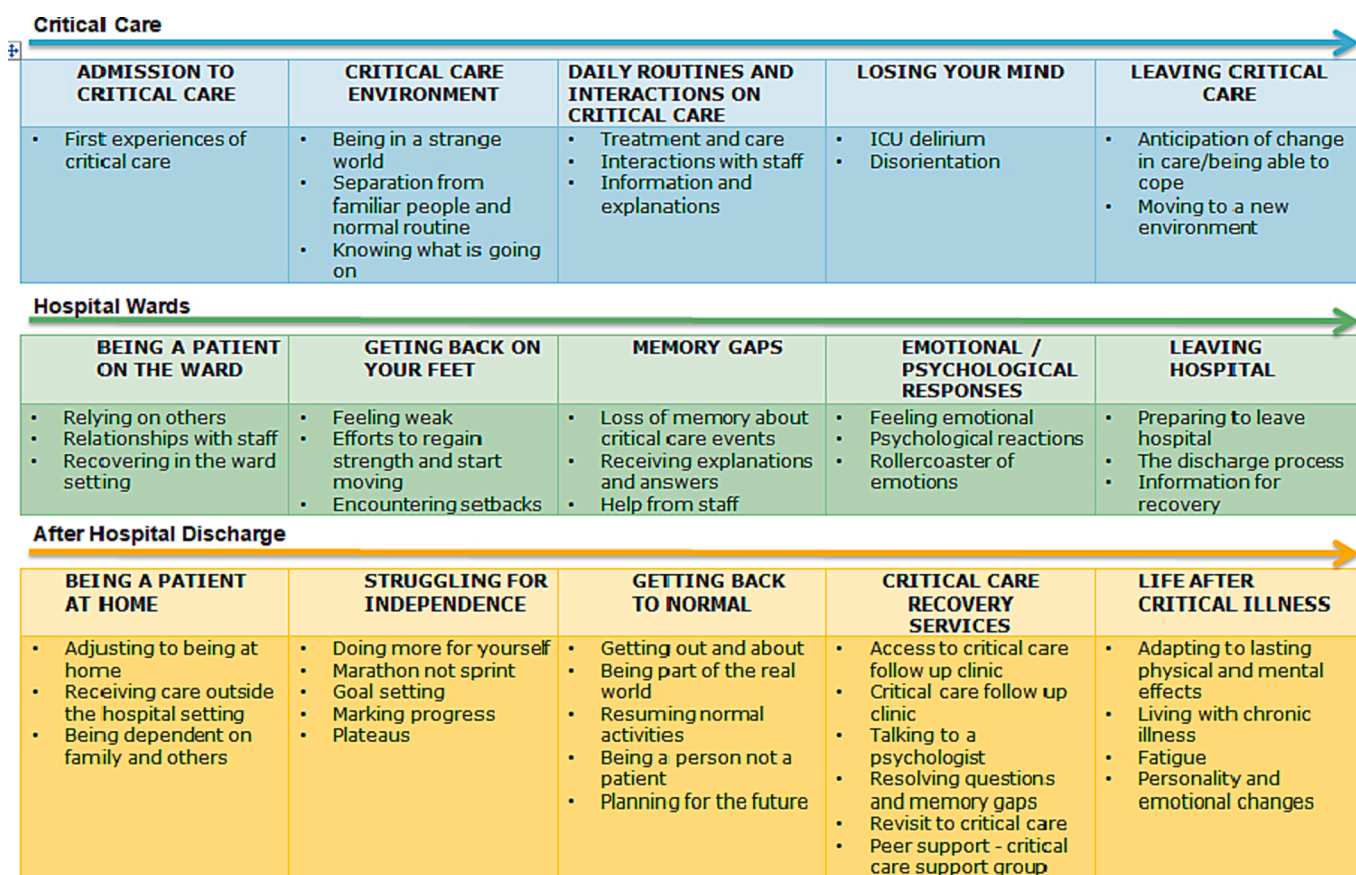 Critical Care
ADMISSION TO
CRITICAL CARE
• First experiences of
critical care
CRITICAL CARE
ENVIRONMENT
• Being in a strange
world
• Separation from
familiar people and
normal routine
• Knowing what is going
on
DAILY ROUTINES AND
INTERACTIONS ON
CRITICAL CARE
• Treatment and care
• Interactions with staff
• Information and
explanations
LOSING YOUR MIND
• ICU delirium
• Disorientation
LEAVING CRITICAL
CARE
• Anticipation of change
in care/being able to
cope
• Moving to a new
environment
Hospital Wards
BEING A PATIENT
ON THE WARD
• Relying on others
• Relationships with staff
• Recovering in the ward
setting
GETING BACK ON
YOUR FEET
• Feeling weak
• Efforts to regain
strength and start
moving
• Encountering setbacks
MEMORY GAPS
• Loss of memory about
critical care events
• Receiving explanations
and answers
• Help from staff
EMOTIONAL /
PSYCHOLOGICAL
RESPONSES
• Feeling emotional
• Psychological reactions
• Rollercoaster of
emotions
LEAVING
HOSPITAL
• Preparing to leave
hospital
• The discharge process
• Information for
recovery
After Hospital Discharge
BEING A PATIENT
AT HOME
• Adjusting to being at
home
• Receiving care outside
the hospital setting
• Being dependent on
family and others
STRUGGLING FOR
INDEPENDENCE
• Doing more for yourself
• Marathon not sprint
• Goal setting
• Marking progress
• Plateaus
GETTING BACK
TO NORMAL
• Getting out and about
• Being part of the real
world
• Resuming normal
activities
• Being a person not a
patient
• Planning for the future
CRITICAL CARE
RECOVERY
SERVICES
• Access to critical care
follow up clinic
• Critical care follow up
clinic
• Talking to a
psychologist
• Resolving questions
and memory gaps
• Revisit to critical care
• Peer support - critical
care support group
LIFE AFTER
CRITICAL ILLNESS
• Adapting to lasting
physical and mental
effects
• Living with chronic
illness
• Fatigue
• Personality and
emotional changes